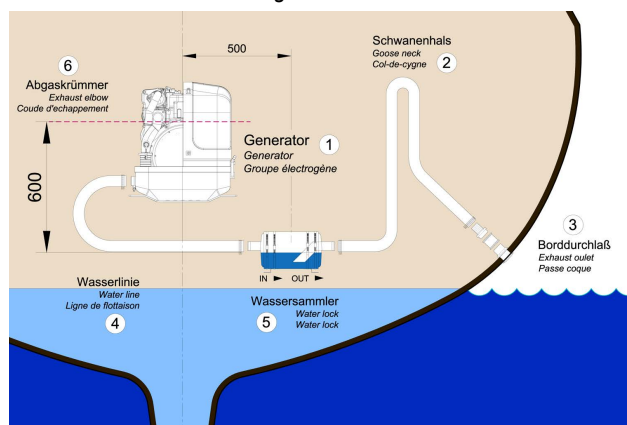 g
500
Schwanenhals
Goose neck
Col-de-cygne
2
6
Abgaskrümmer
Exhaust elbow
Coude d'echappement
Generator
Generator
Groupe électrogène
1
600
3
Borddurchlaß
Exhaust oulet
Passe coque
IN
OUT
Wasserlinie
Water line
Ligne de flottaison
4
Wassersammler
Water lock
Water lock
5